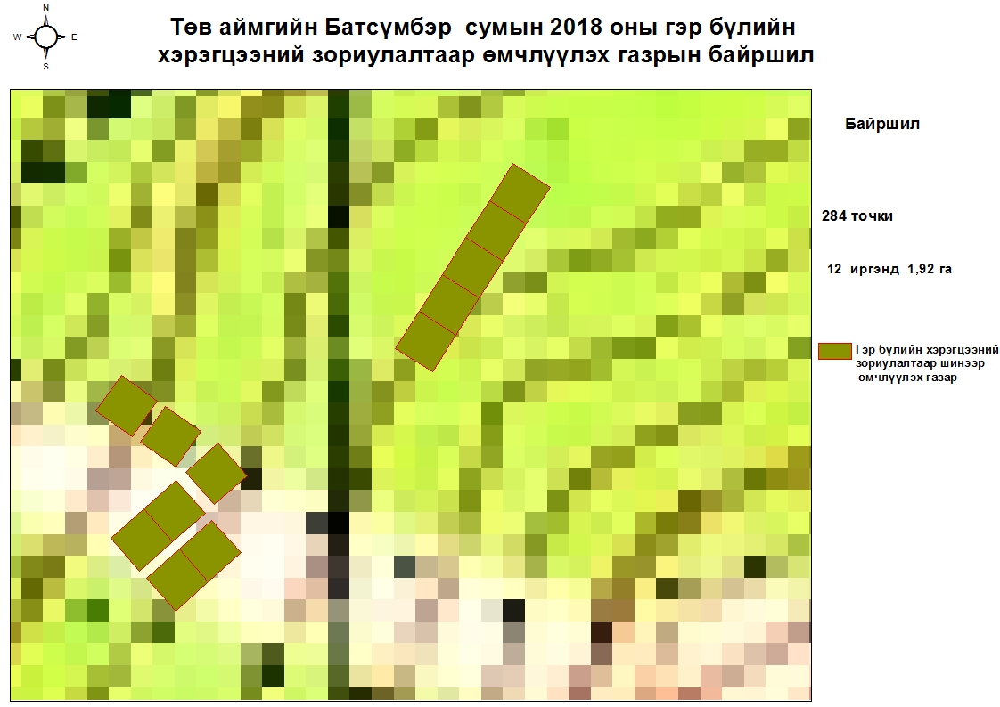 N
W E
S
Төв аймгийн Батсүмбэр сумын 2018 оны гэр бүлийн
хэрэгцээний зориулалтаар өмчлүүлэх газрын байршил
Байршил
284 точки
12 иргэнд 1,92 га
Гэр бүлийн хэрэгцээний
зориулалтаар шинээр
өмчлүүлэх газар